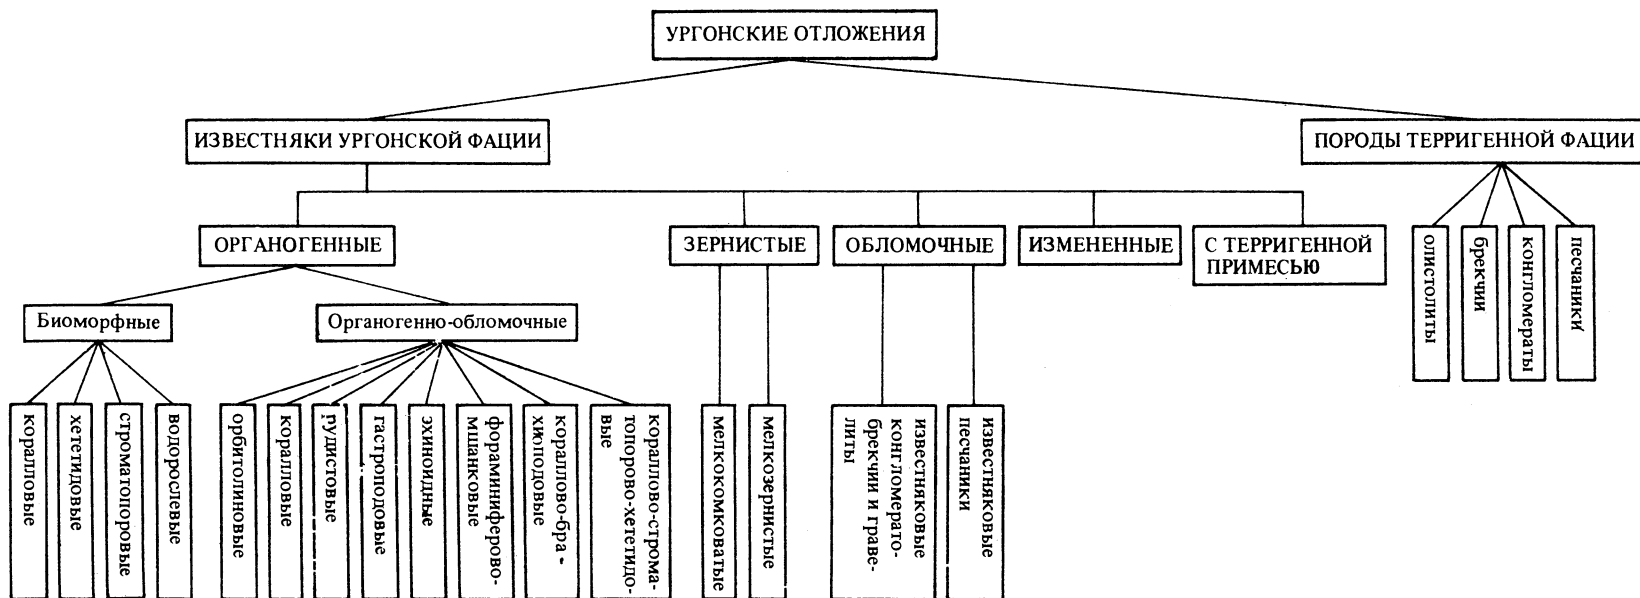 УРГОНСКИЕ ОТЛОЖЕНИЯ
ИЗВЕСТНЯКИ УРГОНСКОЙ ФАЦИИ
ПОРОДЫ ТЕРРИГЕННОЙ ФАЦИИ
ОРГАНОГЕННЫЕ
ЗЕРНИСТЫЕ
ОБЛОМОЧНЫЕ
ИЗМЕНЕННЫЕ
С ТЕРРИГЕННОЙ
ПРИМЕСЬЮ
олистолиты
брекчии
конгломераты
песчаники
Биоморфные
Органогенно-обломочные
коралловые
хететидовые
строматопоровые
водорослевые
орбитолиновые
коралловые
рудистовые
гастроподовые
эхиноидные
фораминиферово-
мшанковые
кораллово-бра-
хиоподовые
кораллово-строма-
топорово-хететидо-
вые
мелкокомковатые
мелкозернистые
известняковые
конгломерато-
брекчии и граве-
литы
известняковые
песчаники